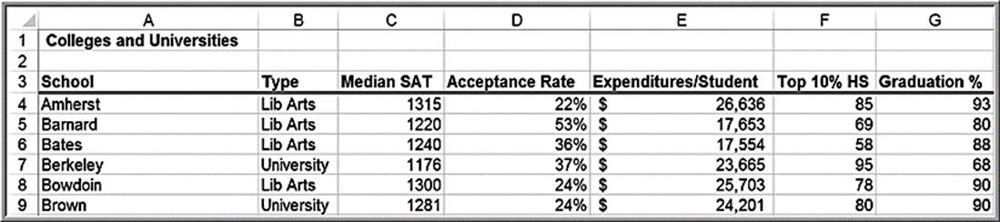 A B C D E F G
1 Colleges and Universities
2
3 School Type Median SAT Acceptance Rate Expenditures/Student Top 10% HS Graduation %
4 Amherst Lib Arts 1315 22% $ 26,636 85 93
5 Barnard Lib Arts 1220 53% $ 17,653 69 80
6 Bates Lib Arts 1240 36% $ 17,554 58 88
7 Berkeley University 1176 37% $ 23,665 95 68
8 Bowdoin Lib Arts 1300 24% $ 25,703 78 90
9 Brown University 1281 24% $ 24,201 80 90